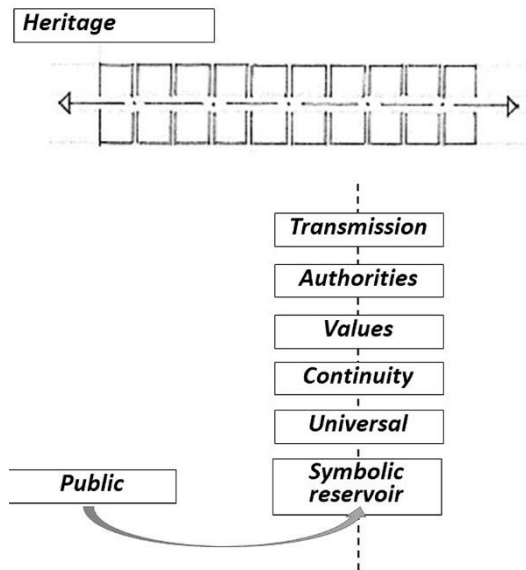 Heritage
Transmission
Authorities
Values
Continuity
Universal
Symbolic
reservoir
Public